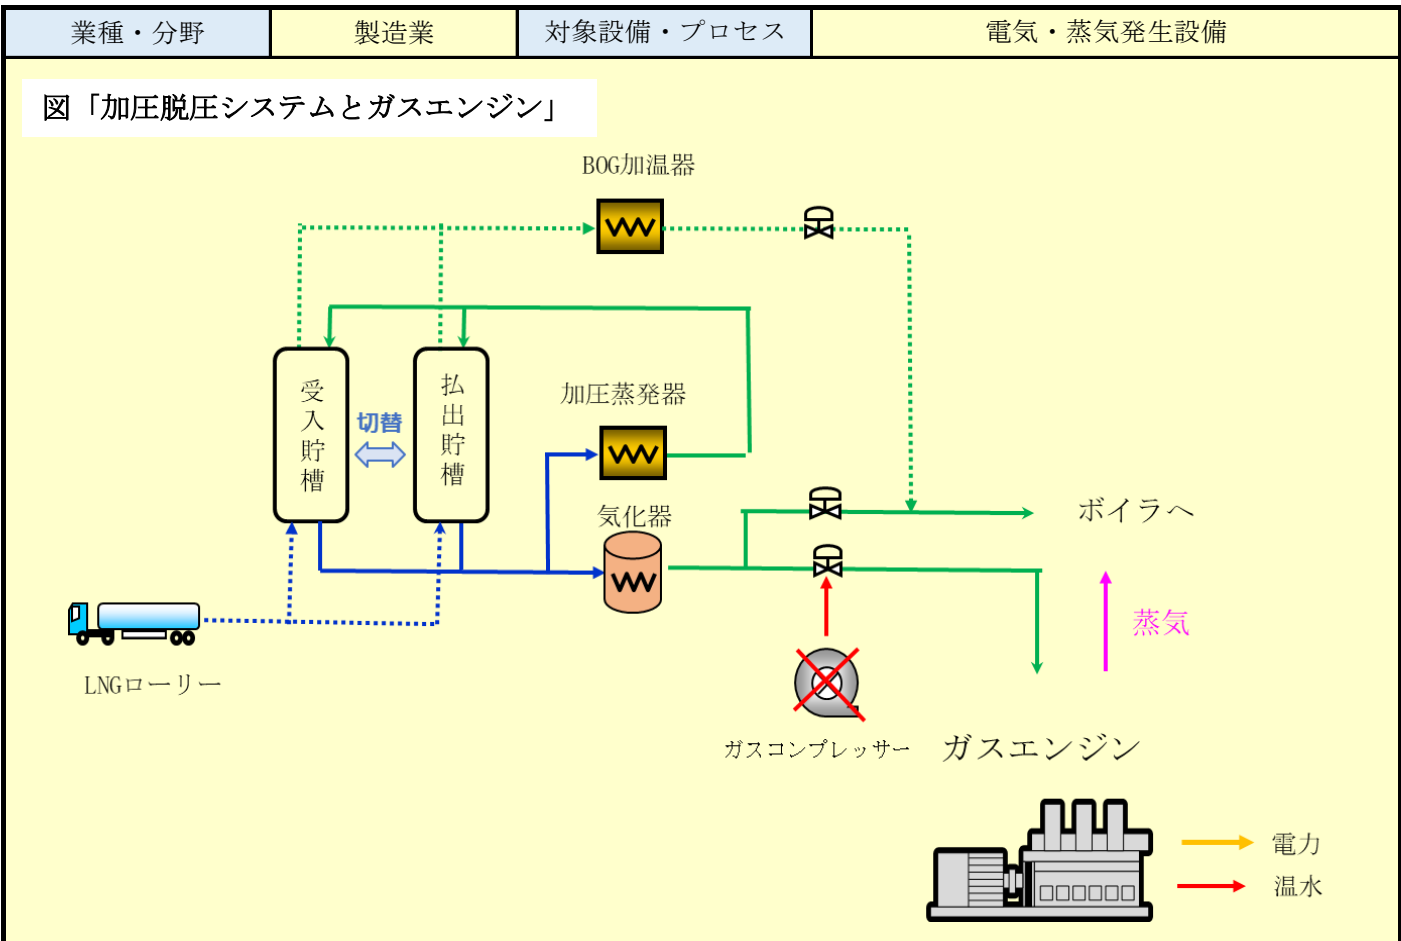 業種・分野
製造業
対象設備・プロセス
電気・蒸気発生設備
図「加圧脱圧システムとガスエンジン」
BOG加温器
受入貯槽
切替
払出貯槽
加圧蒸発器
気化器
ボイラへ
蒸気
LNGローリー
ガスコンプレッサー
ガスエンジン
電力
温水